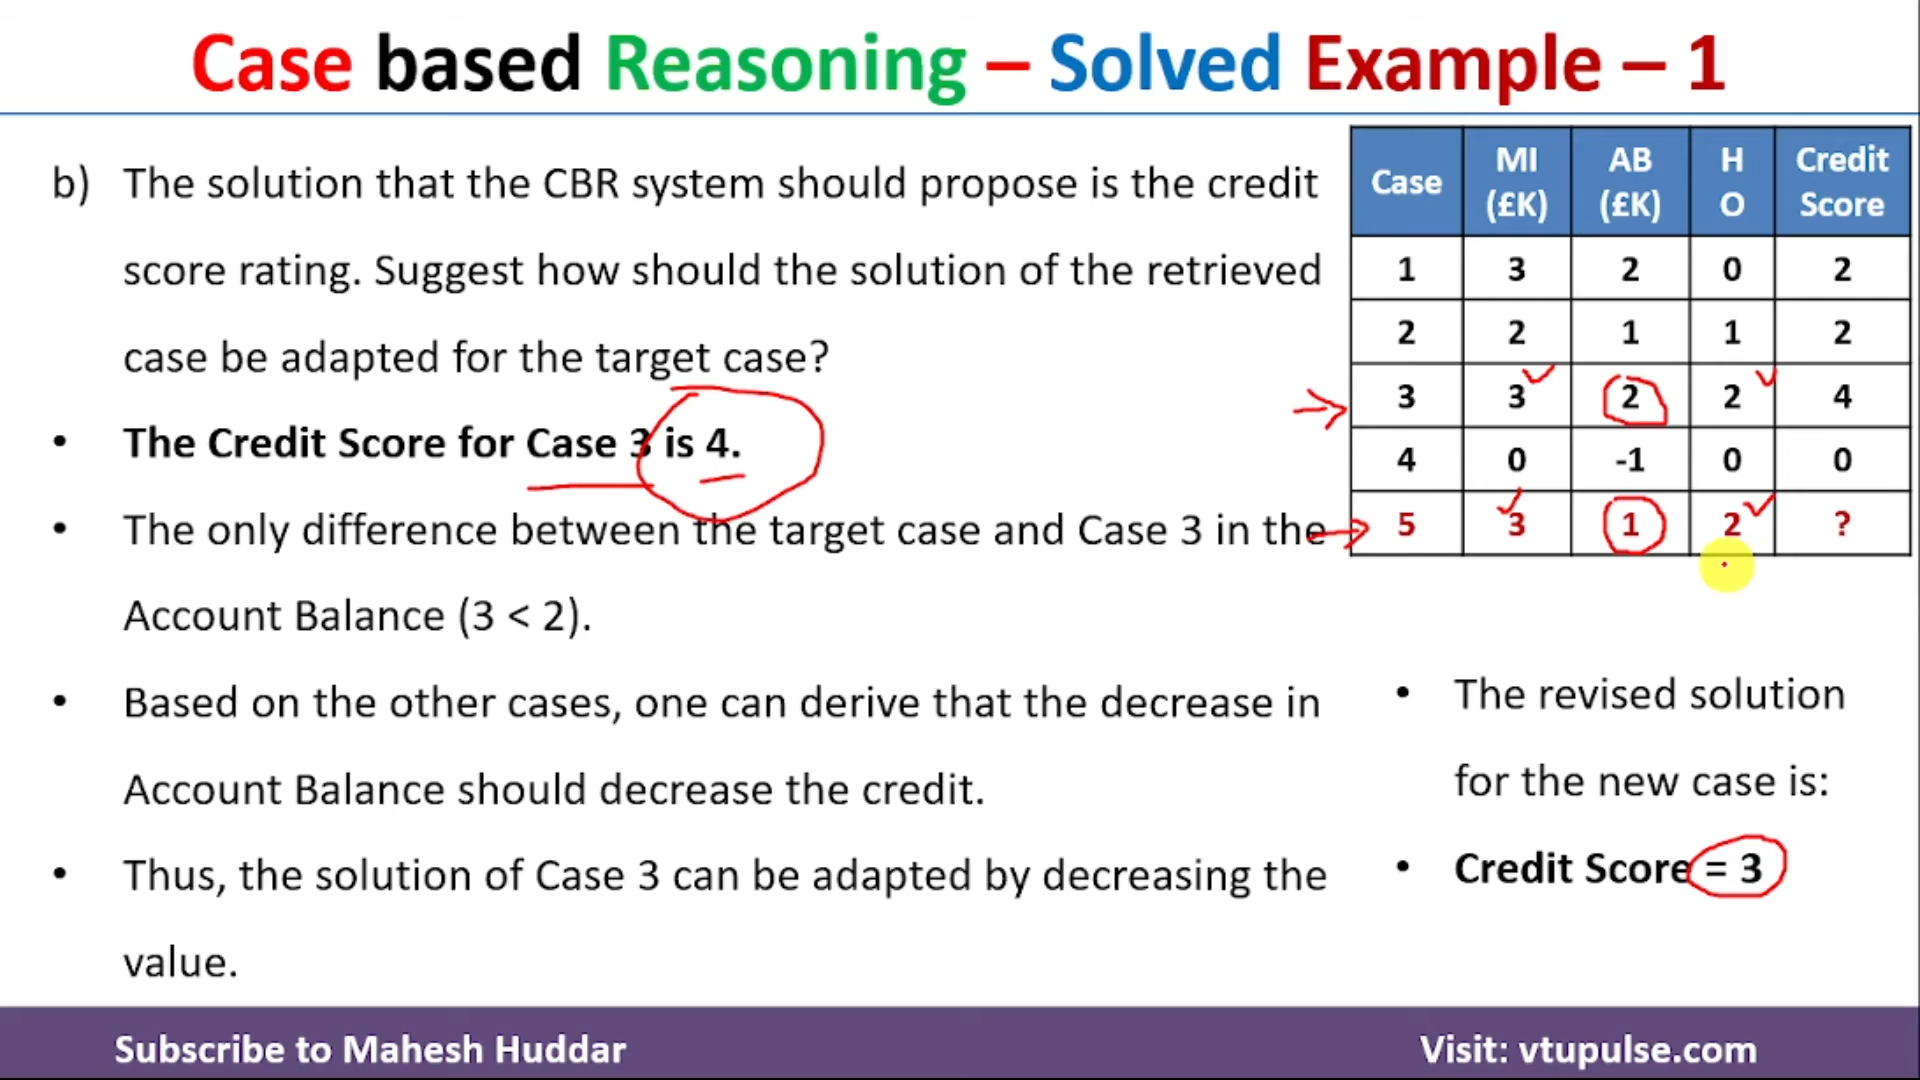 Case based Reasoning – Solved Example – 1
b) The solution that the CBR system should propose is the credit
score rating. Suggest how should the solution of the retrieved
case be adapted for the target case?
• The Credit Score for Case 3 is 4.
• The only difference between the target case and Case 3 in the
Account Balance (3 < 2).
• Based on the other cases, one can derive that the decrease in
Account Balance should decrease the credit.
• Thus, the solution of Case 3 can be adapted by decreasing the
value.
Case MI (£K) AB (£K) H O Credit Score
1 3 2 0 2
2 2 1 1 2
3 3 2 2 4
4 0 -1 0 0
5 3 1 2 ?
• The revised solution
for the new case is:
• Credit Score = 3
Subscribe to Mahesh Huddar
Visit: vtupulse.com